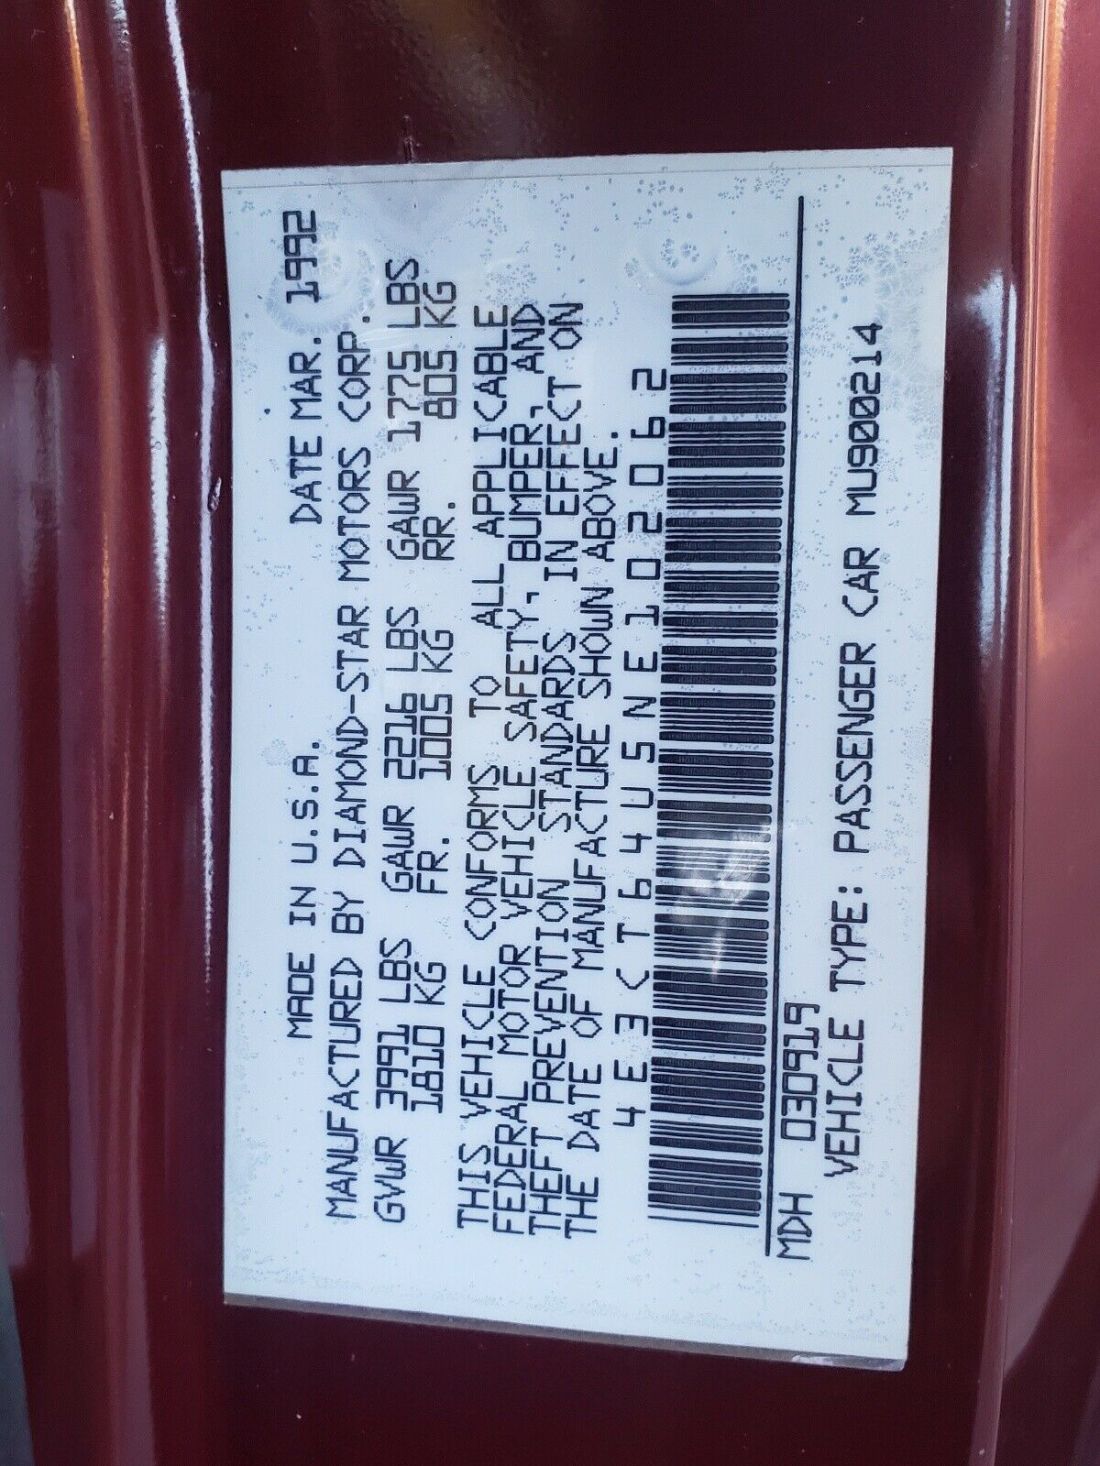 MADE IN U.S.A. DATE MAR. 1992
MANUFACTURED BY DIAMOND-STAR MOTORS CORP.
GVWR 3991 LBS GAWR 2216 LBS GAWR 1775 LBS
1810 KG FR. 1005 KG RR. 805 KG
THIS VEHICLE CONFORMS TO ALL APPLICABLE
FEDERAL MOTOR VEHICLE SAFETY, BUMPER, AND
THEFT PREVENTION STANDARDS IN EFFECT ON
THE DATE OF MANUFACTURE SHOWN ABOVE.
4E3CT64U5NE102062
MDH 030919
VEHICLE TYPE: PASSENGER CAR MU900214